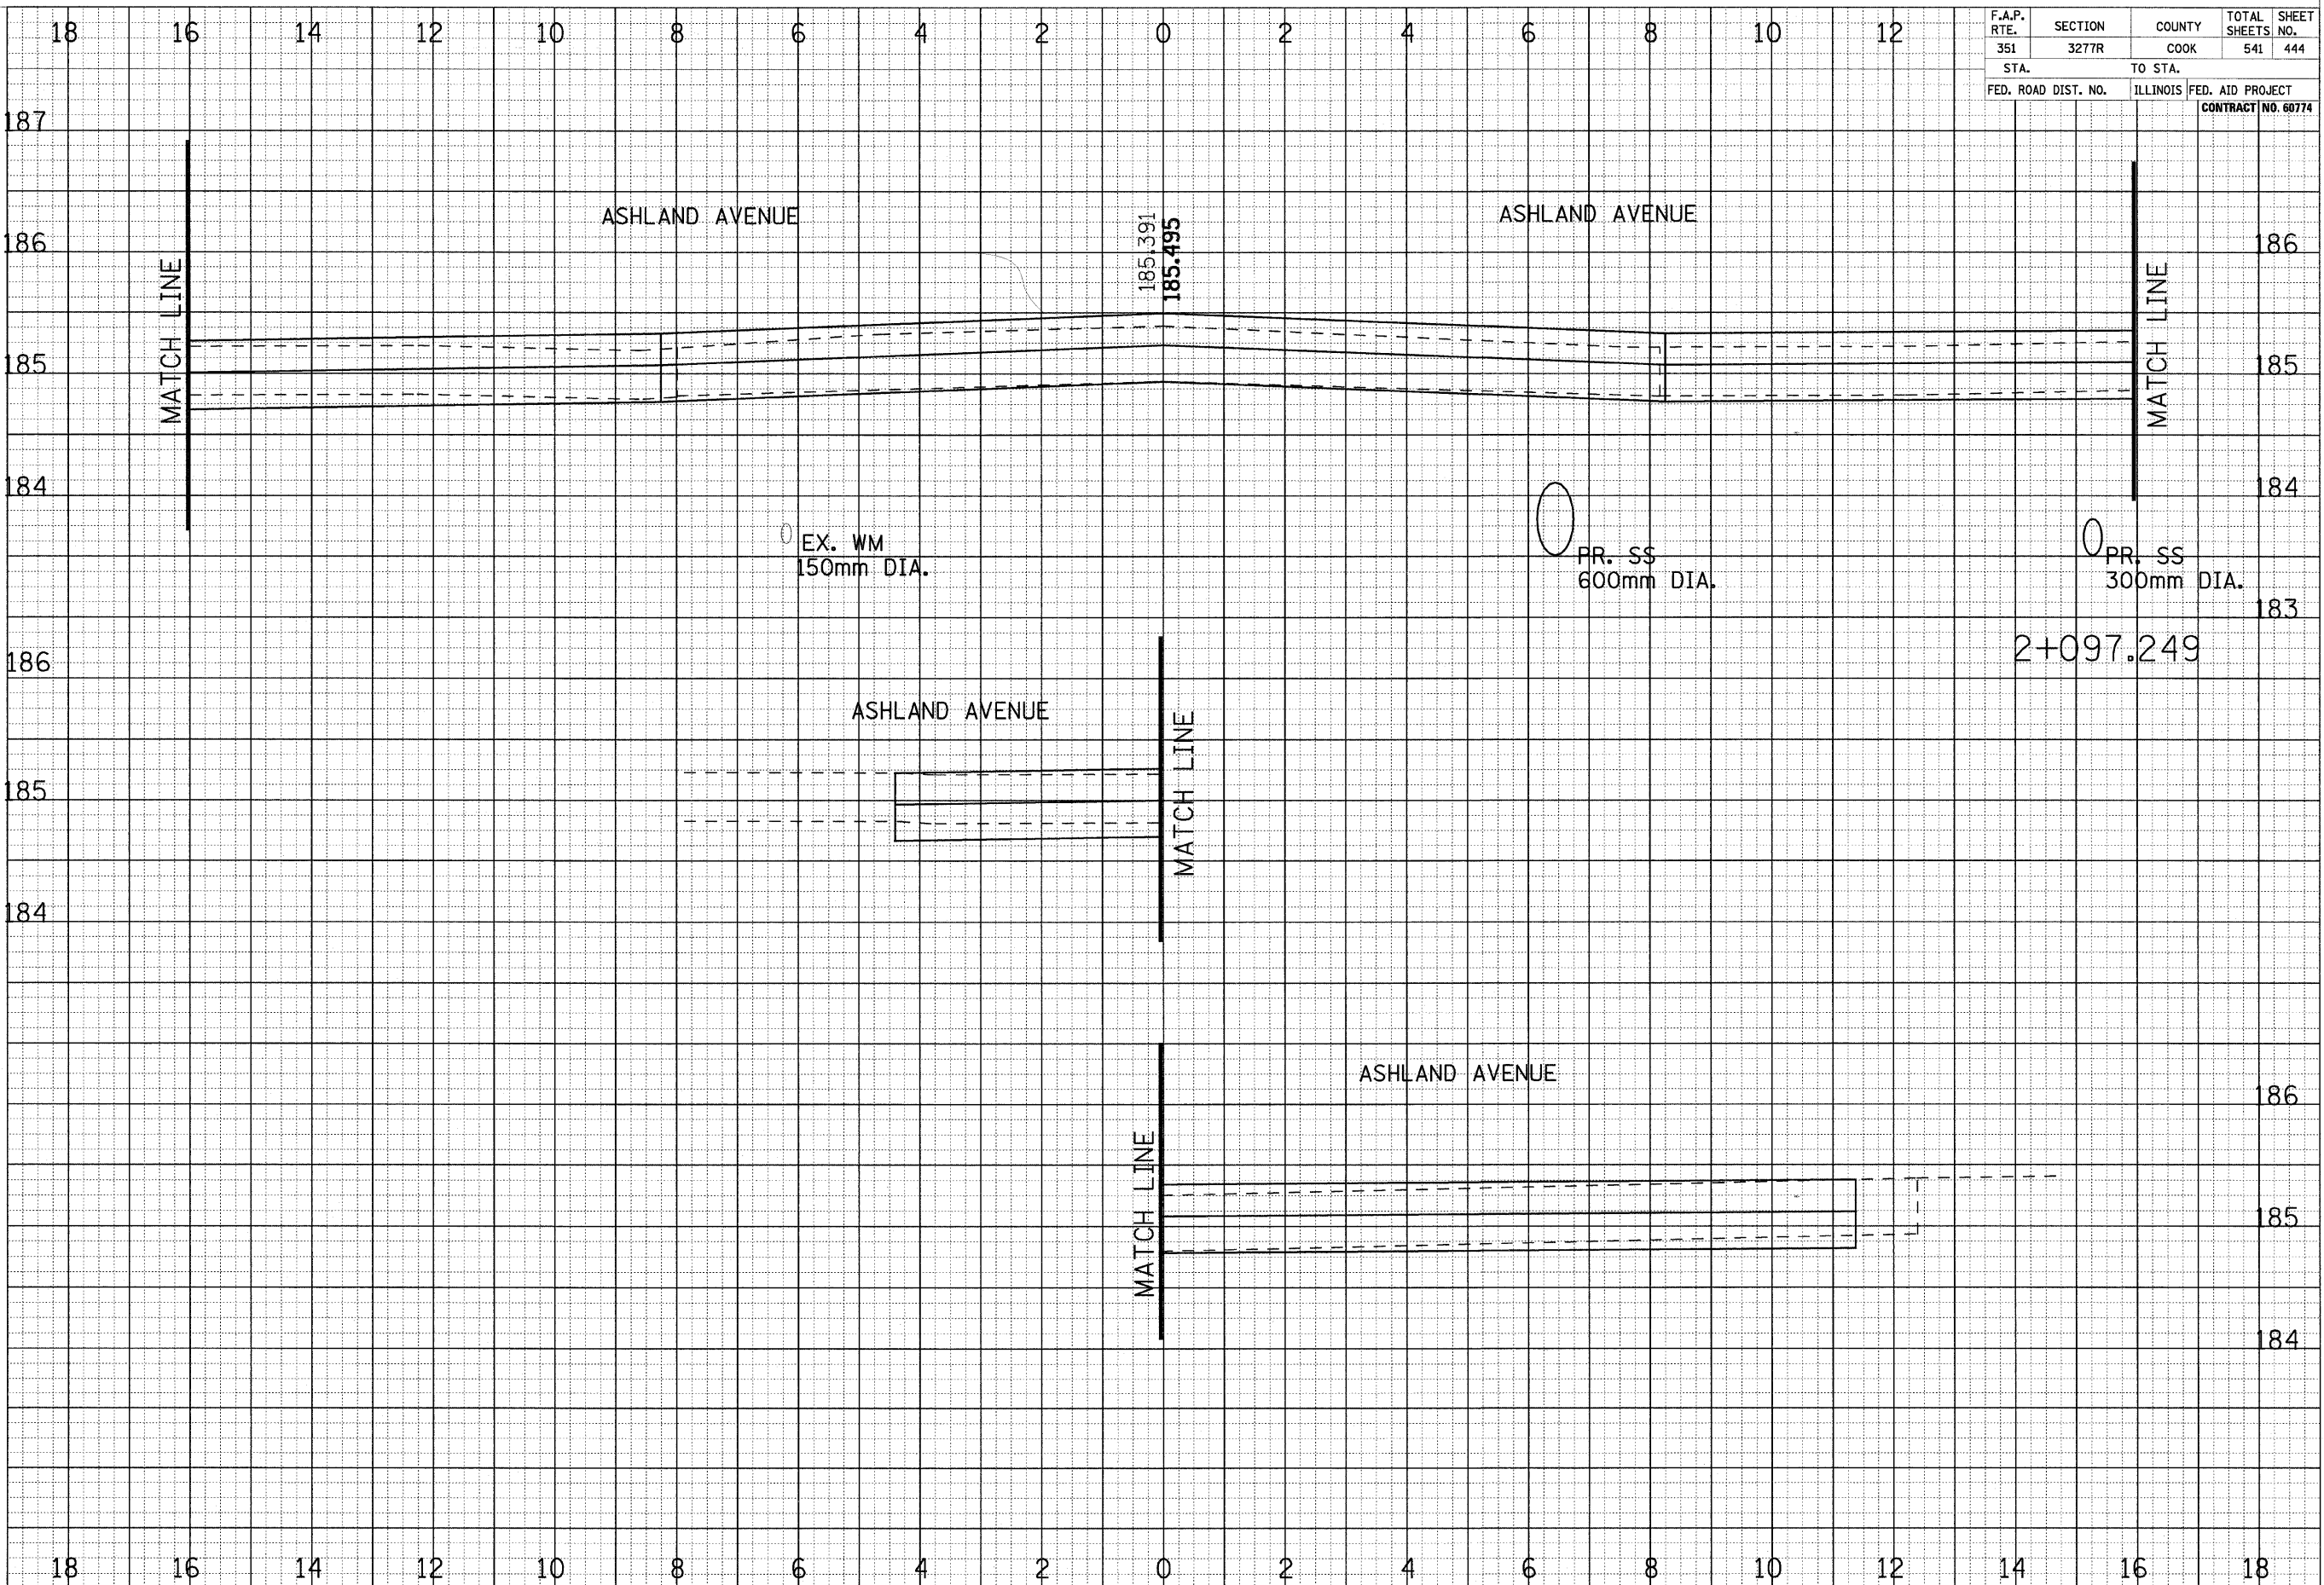 18 16 14 12 10 8 6 4 2 0 2 4 6 8 10 12
F.A.P. RTE. SECTION COUNTY TOTAL SHEETS SHEET NO.
351 3277R COOK 541 444
STA. TO STA.
FED. ROAD DIST. NO. ILLINOIS FED. AID PROJECT
CONTRACT NO. 60774
187
ASHLAND AVENUE
185.391
185.495
ASHLAND AVENUE
186 186
MATCH LINE
MATCH LINE
185 185
184 184
EX. WM
150mm DIA.
PR. SS
600mm DIA.
PR. SS
300mm DIA.
183
2+097.249
186
ASHLAND AVENUE
MATCH LINE
185
184
ASHLAND AVENUE
186
MATCH LINE
185
184
18 16 14 12 10 8 6 4 2 0 2 4 6 8 10 12 14 16 18